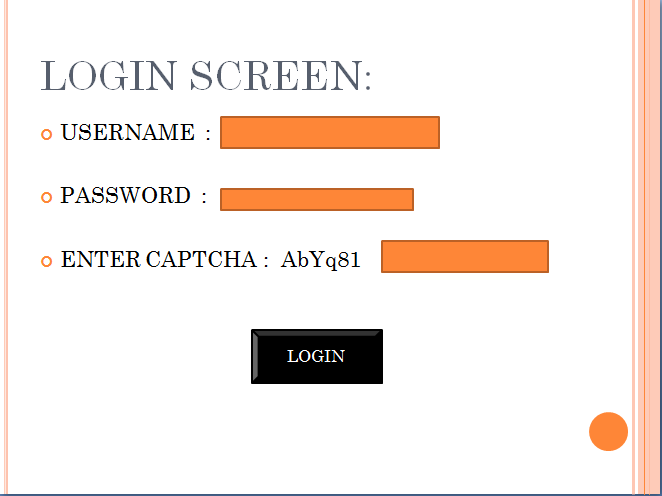 LOGIN SCREEN:
USERNAME :
PASSWORD :
ENTER CAPTCHA : AbYq81
LOGIN